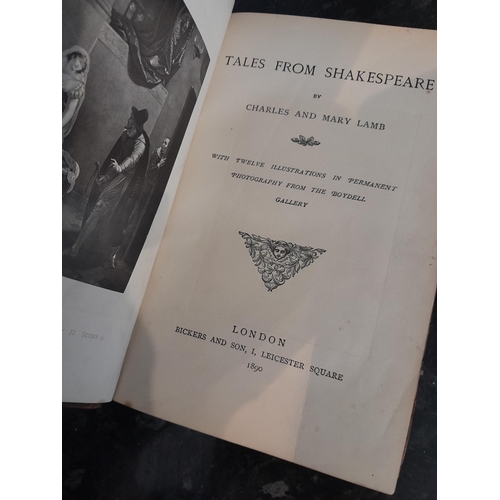 TALES FROM SHAKESPEARE
BY
CHARLES AND MARY LAMB
WITH TWELVE ILLUSTRATIONS IN PERMANENT
PHOTOGRAPHY FROM THE BOYDELL
GALLERY
LONDON
BICKERS AND SON, 1, LEICESTER SQUARE
1890